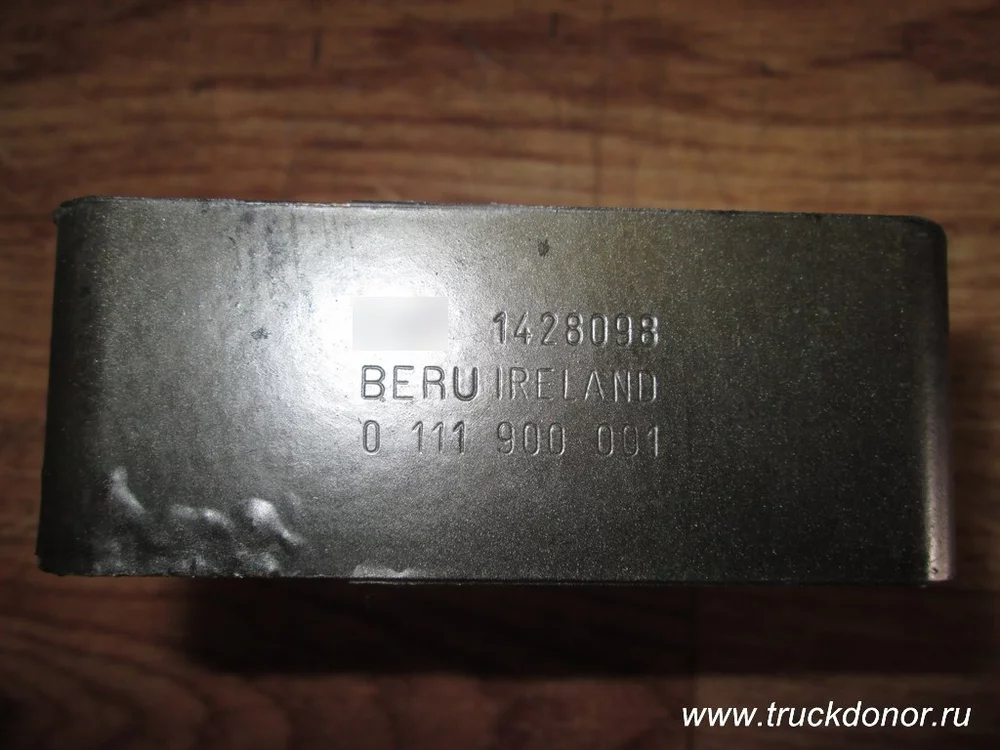 1428098
BERU IRELAND
0 111 900 001
www.truckdonor.ru